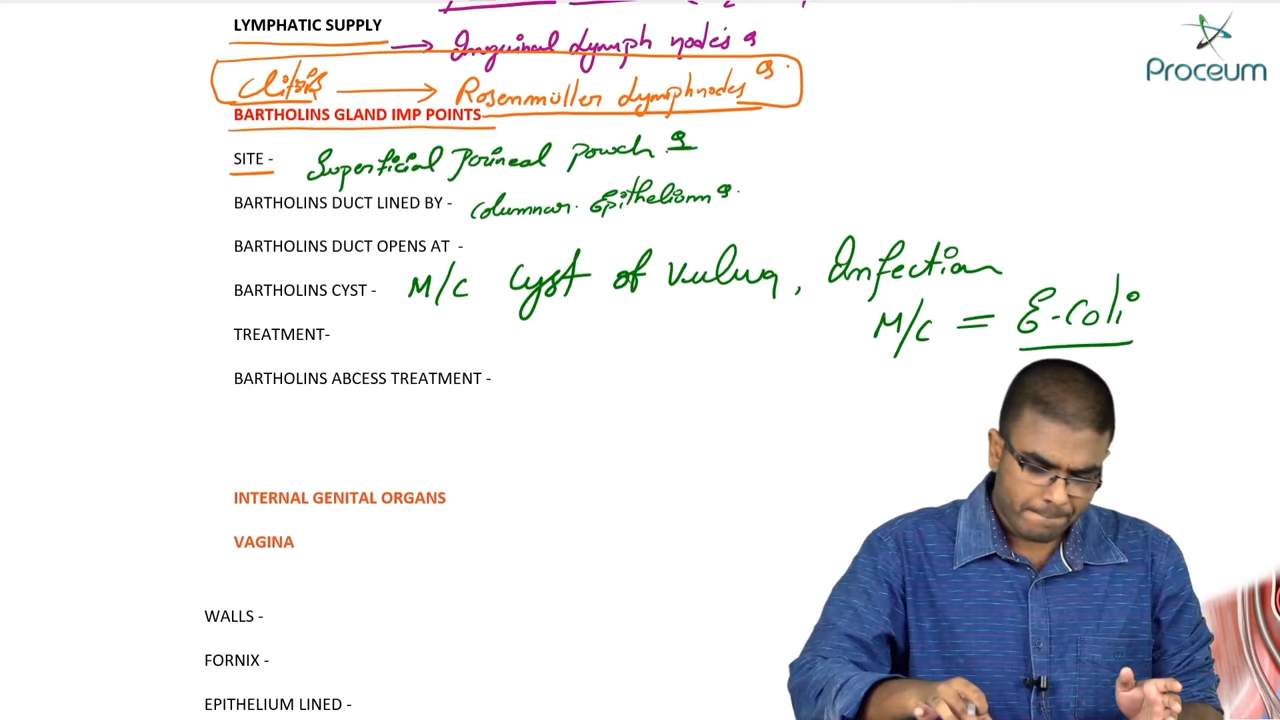 LYMPHATIC SUPPLY
→ Inguinal Lymph nodes
Proceum
Clitoris → Rosenmüller Lymphnodes
BARTHOLINS GLAND IMP POINTS
SITE - Superficial Perineal Pouch
BARTHOLINS DUCT LINED BY - Columnar Epithelium
BARTHOLINS DUCT OPENS AT -
BARTHOLINS CYST - M/C Cyst of Vulva, Infection
M/C = E-Coli
TREATMENT-
BARTHOLINS ABCESS TREATMENT -
INTERNAL GENITAL ORGANS
VAGINA
WALLS -
FORNIX -
EPITHELIUM LINED -